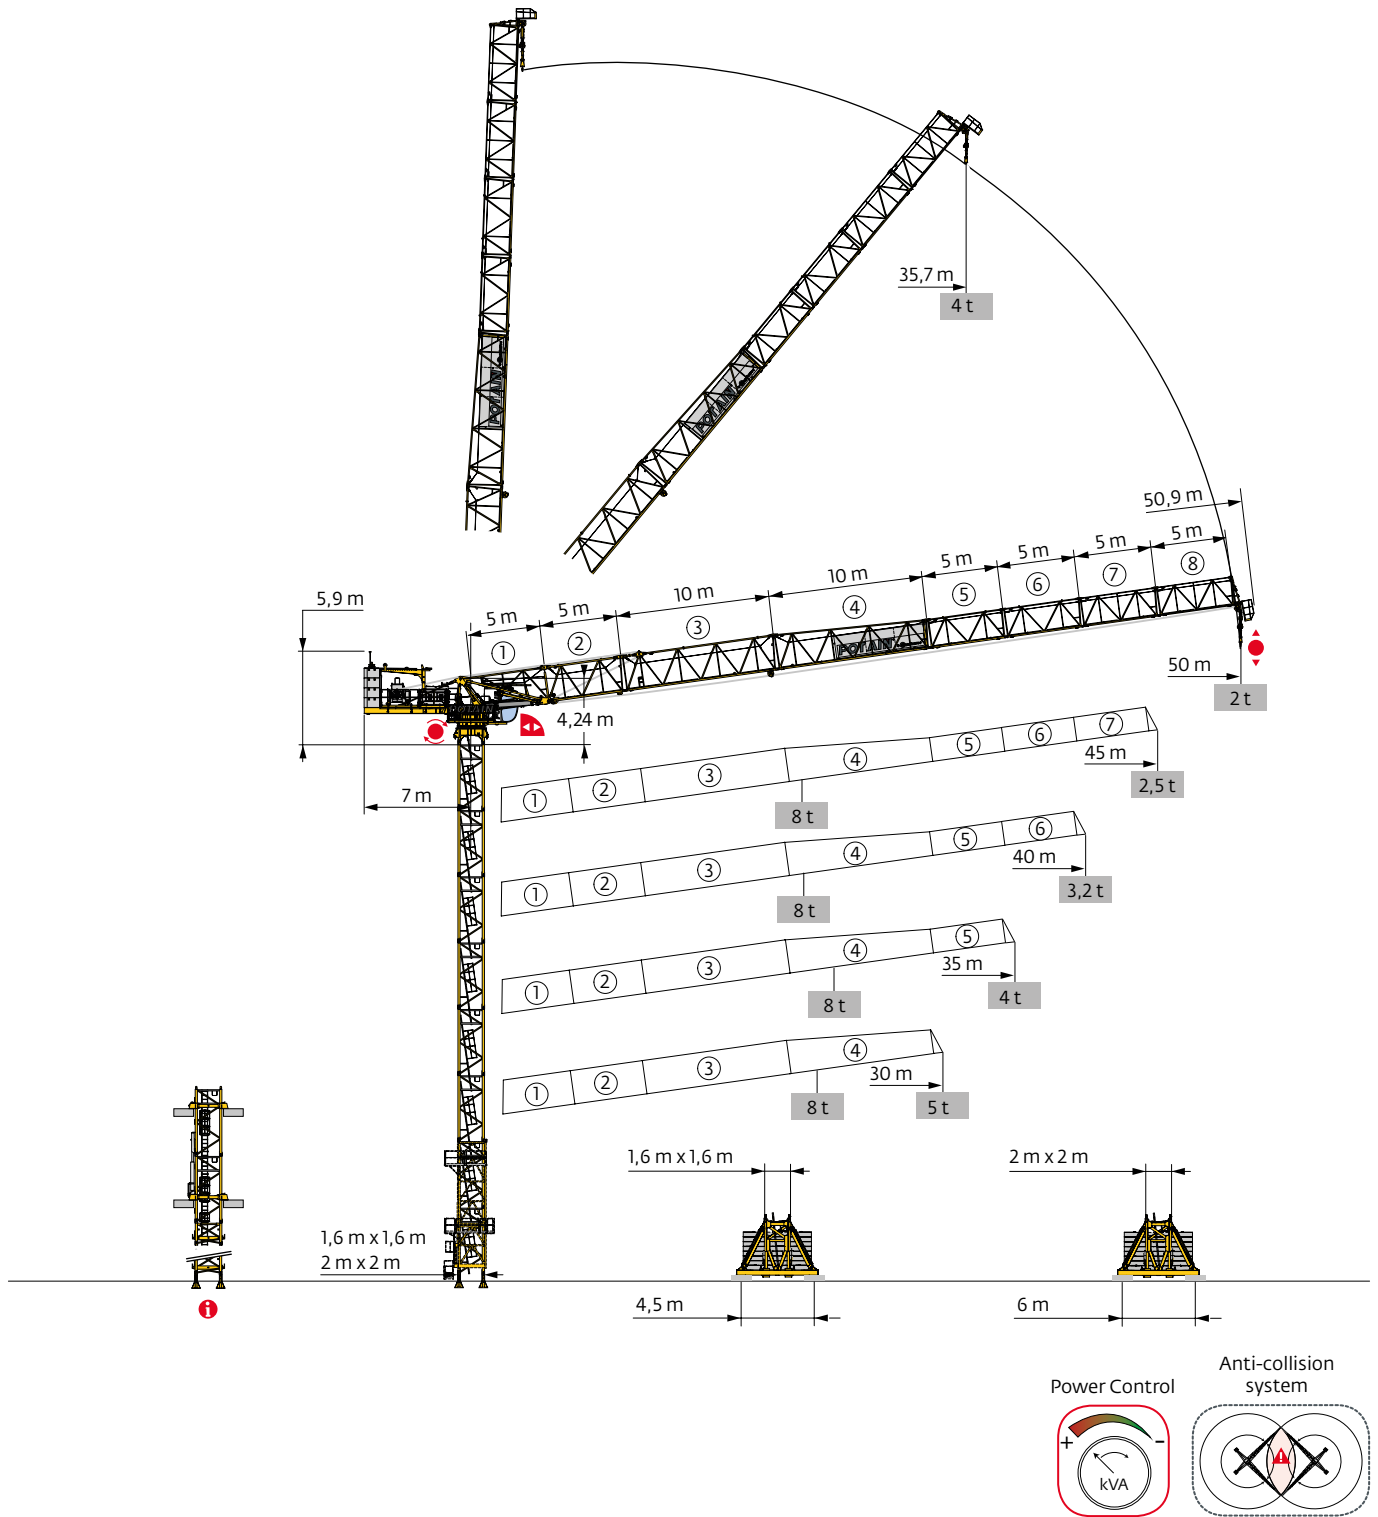 POTAIN
35,7 m
4 t
POTAIN
50,9 m
5 m
5 m
5 m
5 m
10 m
10 m
5 m
5 m
1
2
3
4
5
6
7
8
POTAIN
5,9 m
4,24 m
7 m
50 m
2 t
1
2
3
4
5
6
7
45 m
2,5 t
8 t
1
2
3
4
5
6
40 m
3,2 t
8 t
1
2
3
4
5
35 m
4 t
8 t
1
2
3
4
30 m
5 t
8 t
1,6 m x 1,6 m
2 m x 2 m
1,6 m x 1,6 m
2 m x 2 m
4,5 m
6 m
i
Power Control
+
−
kVA
Anti-collision
system